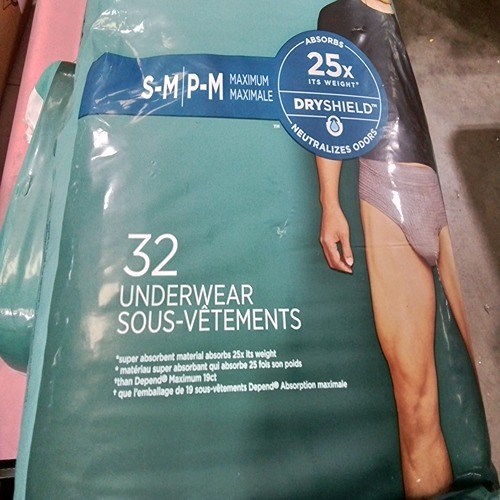 ABSORBS
25x
ITS WEIGHT*
DRYSHIELD™
NEUTRALIZES ODORS
S-M|P-M MAXIMUM
MAXIMALE
™
32
UNDERWEAR
SOUS-VÊTEMENTS
*super absorbent material absorbs 25x its weight
* matériau super absorbant qui absorbe 25 fois son poids
†than Depend® Maximum 19ct
† que l'emballage de 19 sous-vêtements Depend® Absorption maximale